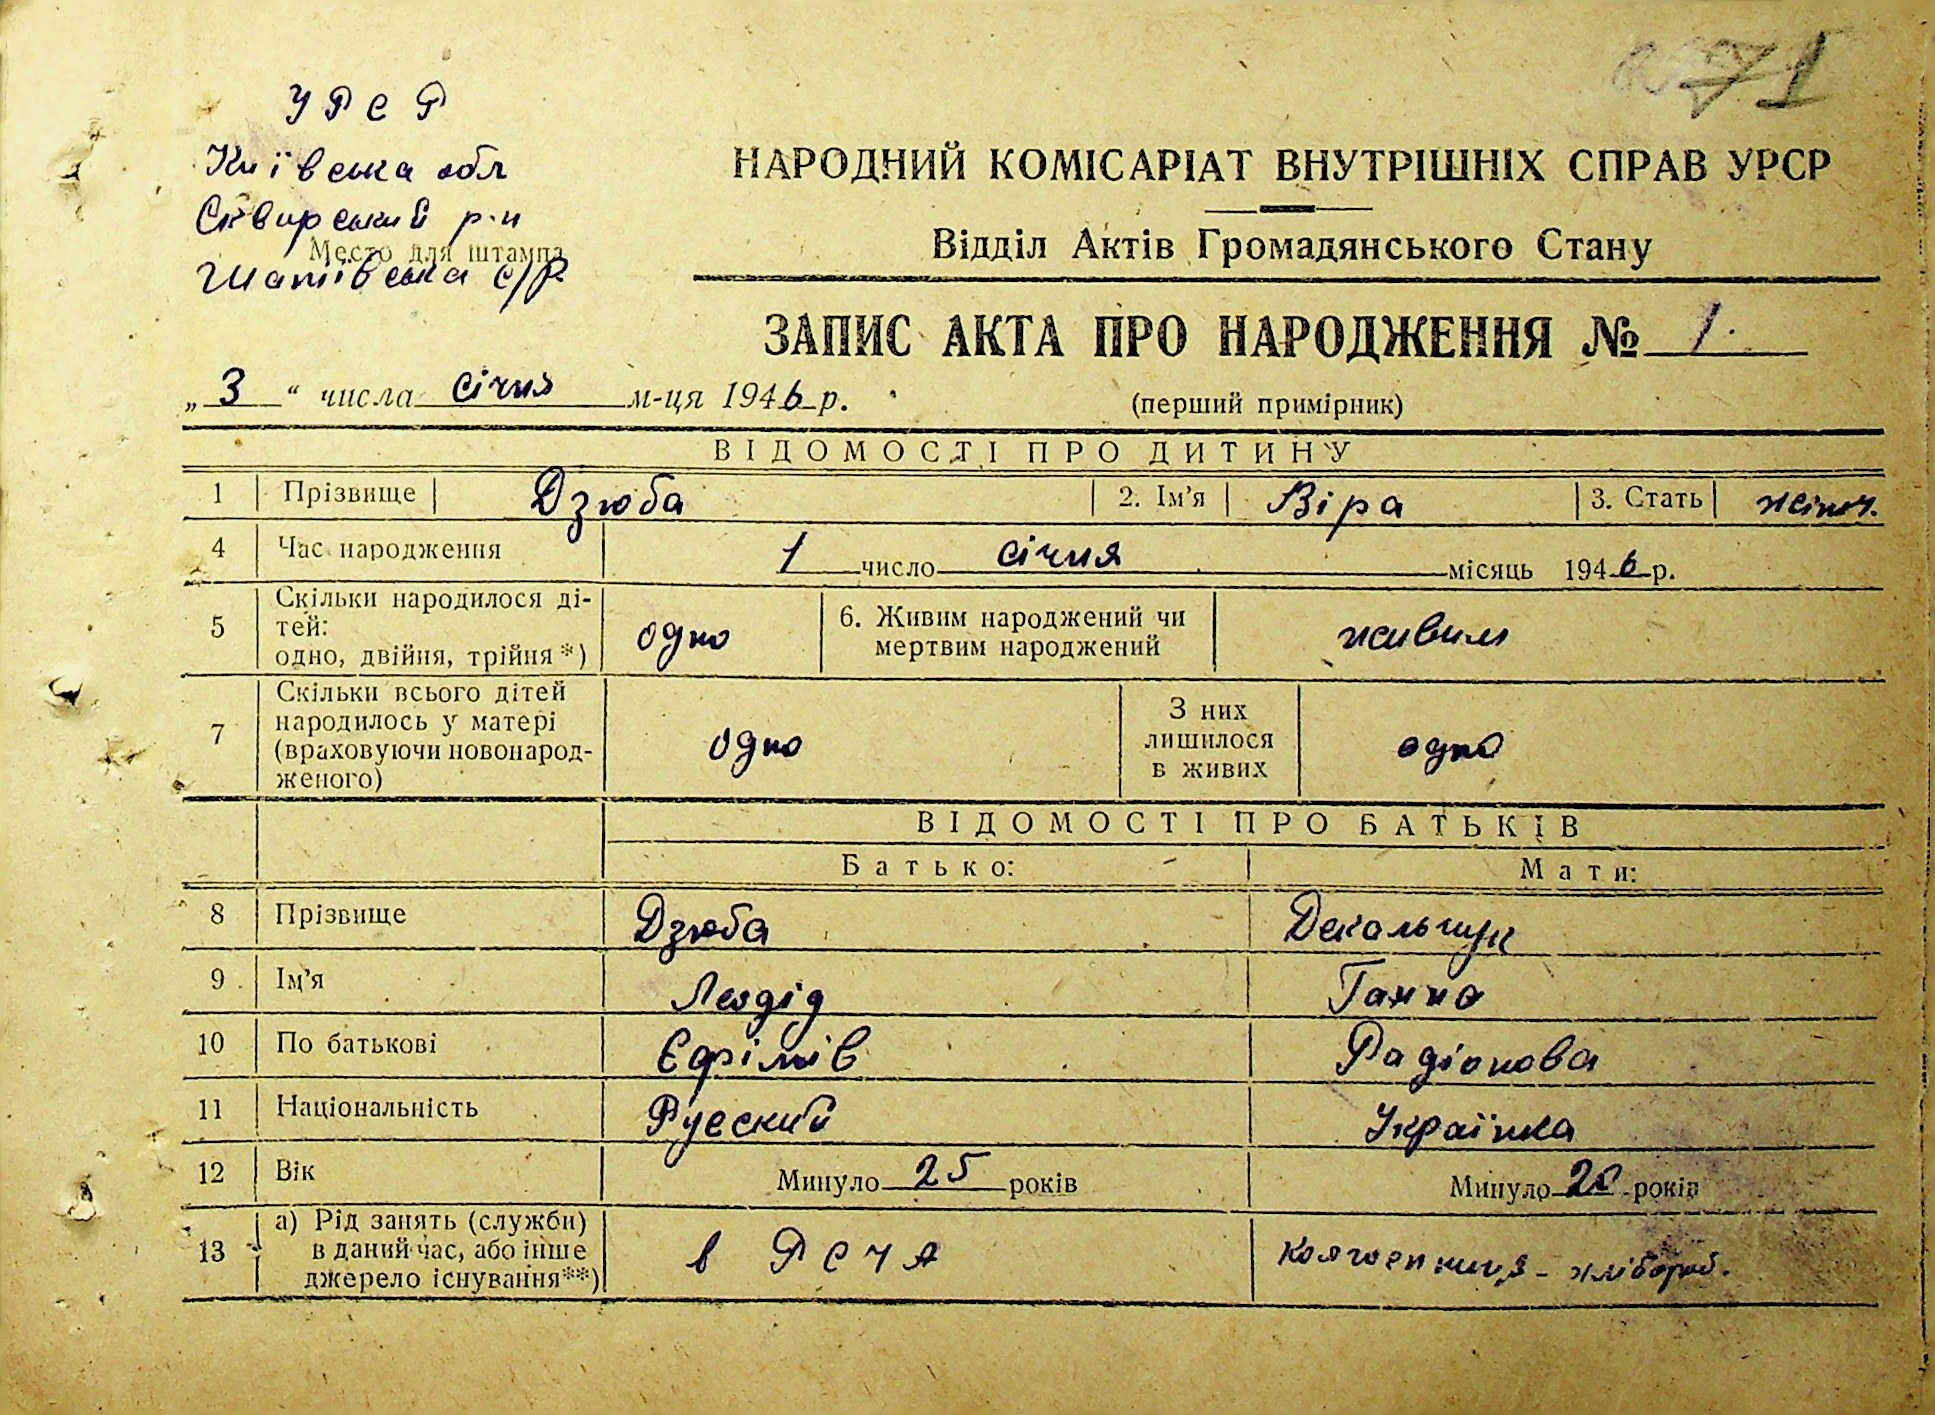 71
УРСР
Київська обл
Сквирський р-н
Место для штампа
Шапіївська с/р
НАРОДНИЙ КОМІСАРІАТ ВНУТРІШНІХ СПРАВ УРСР
Відділ Актів Громадянського Стану
ЗАПИС АКТА ПРО НАРОДЖЕННЯ № 1.
„ 3 “ числа січня м-ця 1946 р.
(перший примірник)
ВІДОМОСТІ ПРО ДИТИНУ
1 Прізвище Дзюба 2. Ім'я Віра 3. Стать жіноч.
4 Час народження 1 число січня місяць 1946 р.
5 Скільки народилося ді-
тей:
одно, двійня, трійня*) одно 6. Живим народжений чи
мертвим народжений живим
7 Скільки всього дітей
народилось у матері
(враховуючи новонарод-
женого) одно З них
лишилося
в живих одно
ВІДОМОСТІ ПРО БАТЬКІВ
Батько: Мати:
8 Прізвище Дзюба
9 Ім'я Ганна
10 По батькові Єфімів Радіонова
11 Національність Русский Українка
12 Вік Минуло 25 років Минуло 20 років
13 а) Рід занять (служби)
в даний час, або інше
джерело існування**) в РСЧА колгоспниця - хлібороб.